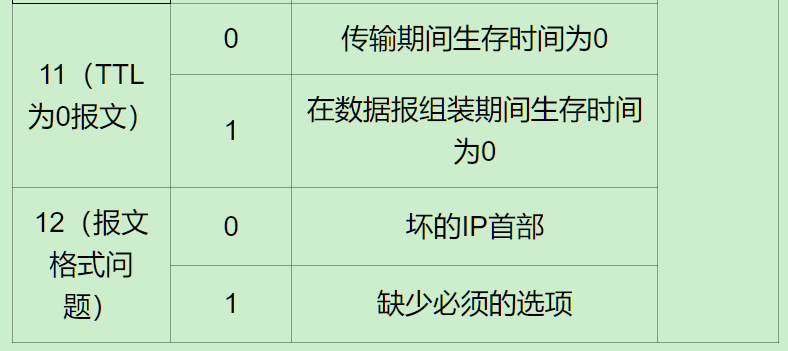 11（TTL
为0报文）
0
传输期间生存时间为0
1
在数据报组装期间生存时间
为0
12（报文
格式问
题）
0
坏的IP首部
1
缺少必须的选项